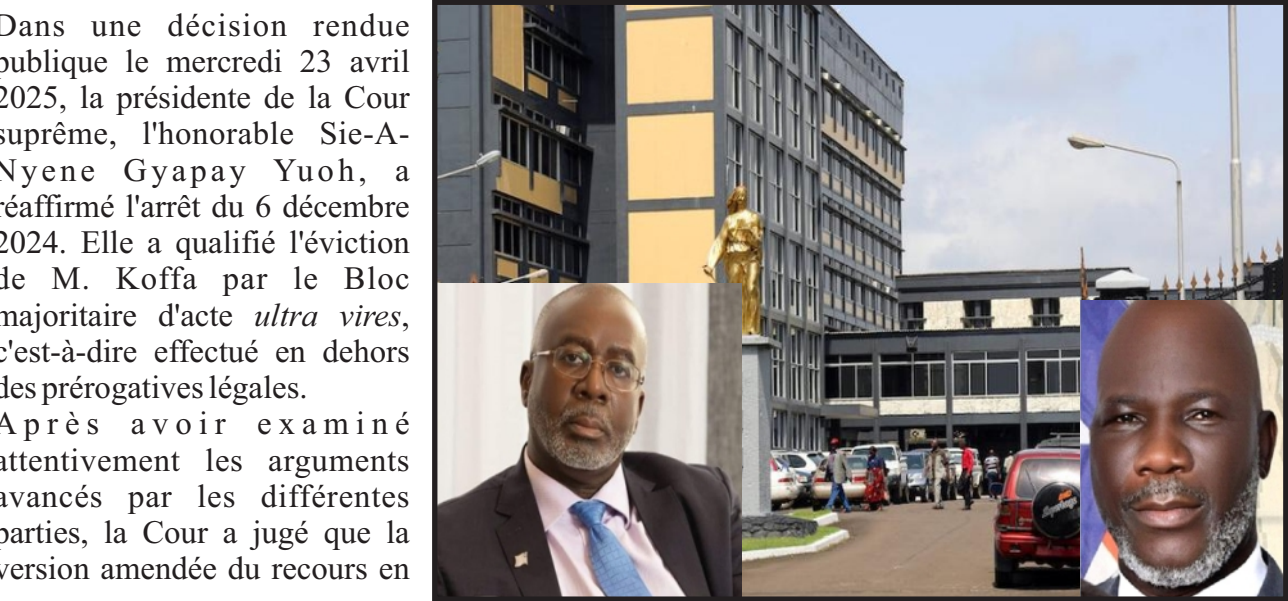 Dans une décision rendue
publique le mercredi 23 avril
2025, la présidente de la Cour
suprême, l'honorable Sie-A-
Nyene Gyapay Yuoh, a
réaffirmé l'arrêt du 6 décembre
2024. Elle a qualifié l'éviction
de M. Koffa par le Bloc
majoritaire d'acte ultra vires,
c'est-à-dire effectué en dehors
des prérogatives légales.
Après avoir examiné
attentivement les arguments
avancés par les différentes
parties, la Cour a jugé que la
version amendée du recours en